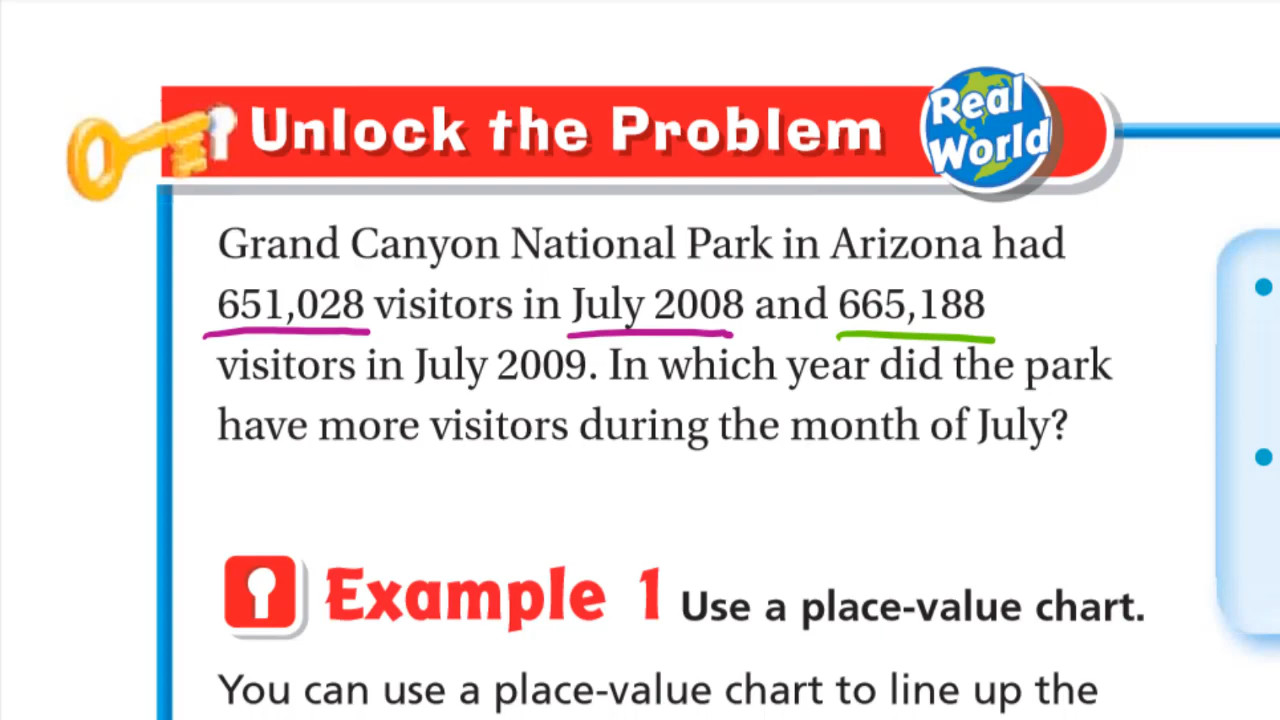 Unlock the Problem
Real
World
Grand Canyon National Park in Arizona had
651,028 visitors in July 2008 and 665,188
visitors in July 2009. In which year did the park
have more visitors during the month of July?
Example 1 Use a place-value chart.
You can use a place-value chart to line up the